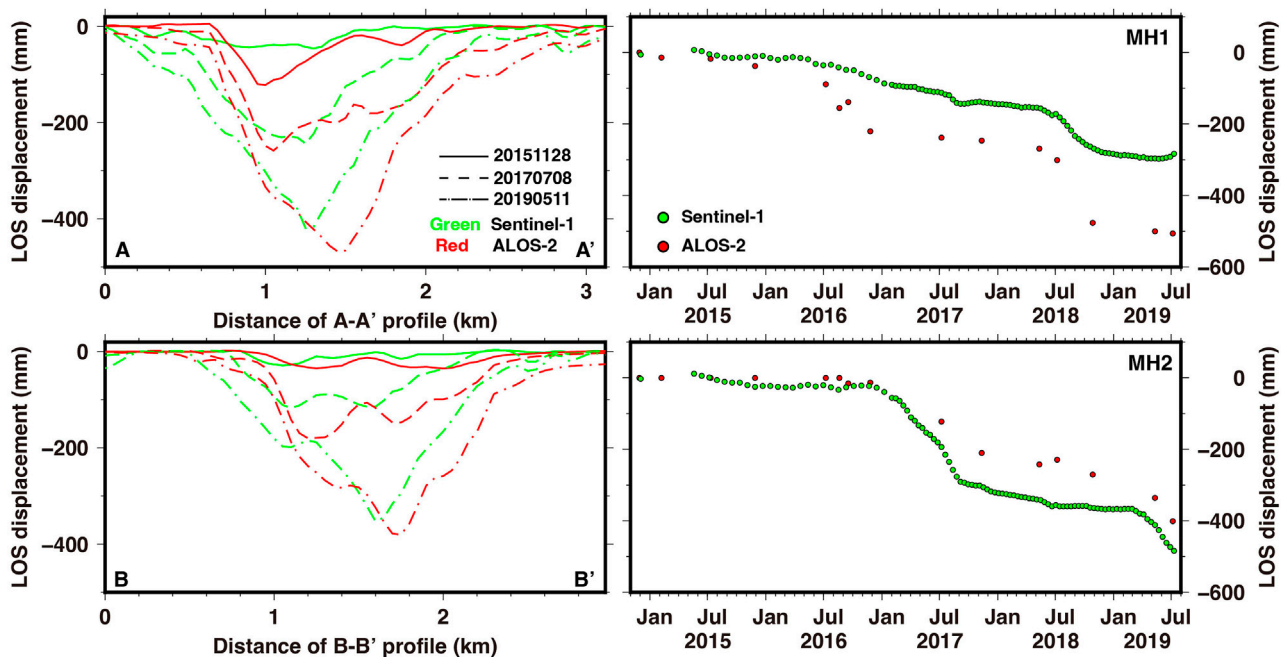 LOS displacement (mm)
0
−200
−400
20151128
20170708
20190511
Green Sentinel-1
Red ALOS-2
A
A’
0
1
2
3
Distance of A-A’ profile (km)
MH1
0
−200
−400
−600
LOS displacement (mm)
Sentinel-1
ALOS-2
Jan Jul Jan Jul Jan Jul Jan Jul Jan Jul
2015 2016 2017 2018 2019
LOS displacement (mm)
0
−200
−400
B
B’
0
1
2
Distance of B-B’ profile (km)
MH2
0
−200
−400
−600
LOS displacement (mm)
Jan Jul Jan Jul Jan Jul Jan Jul Jan Jul
2015 2016 2017 2018 2019